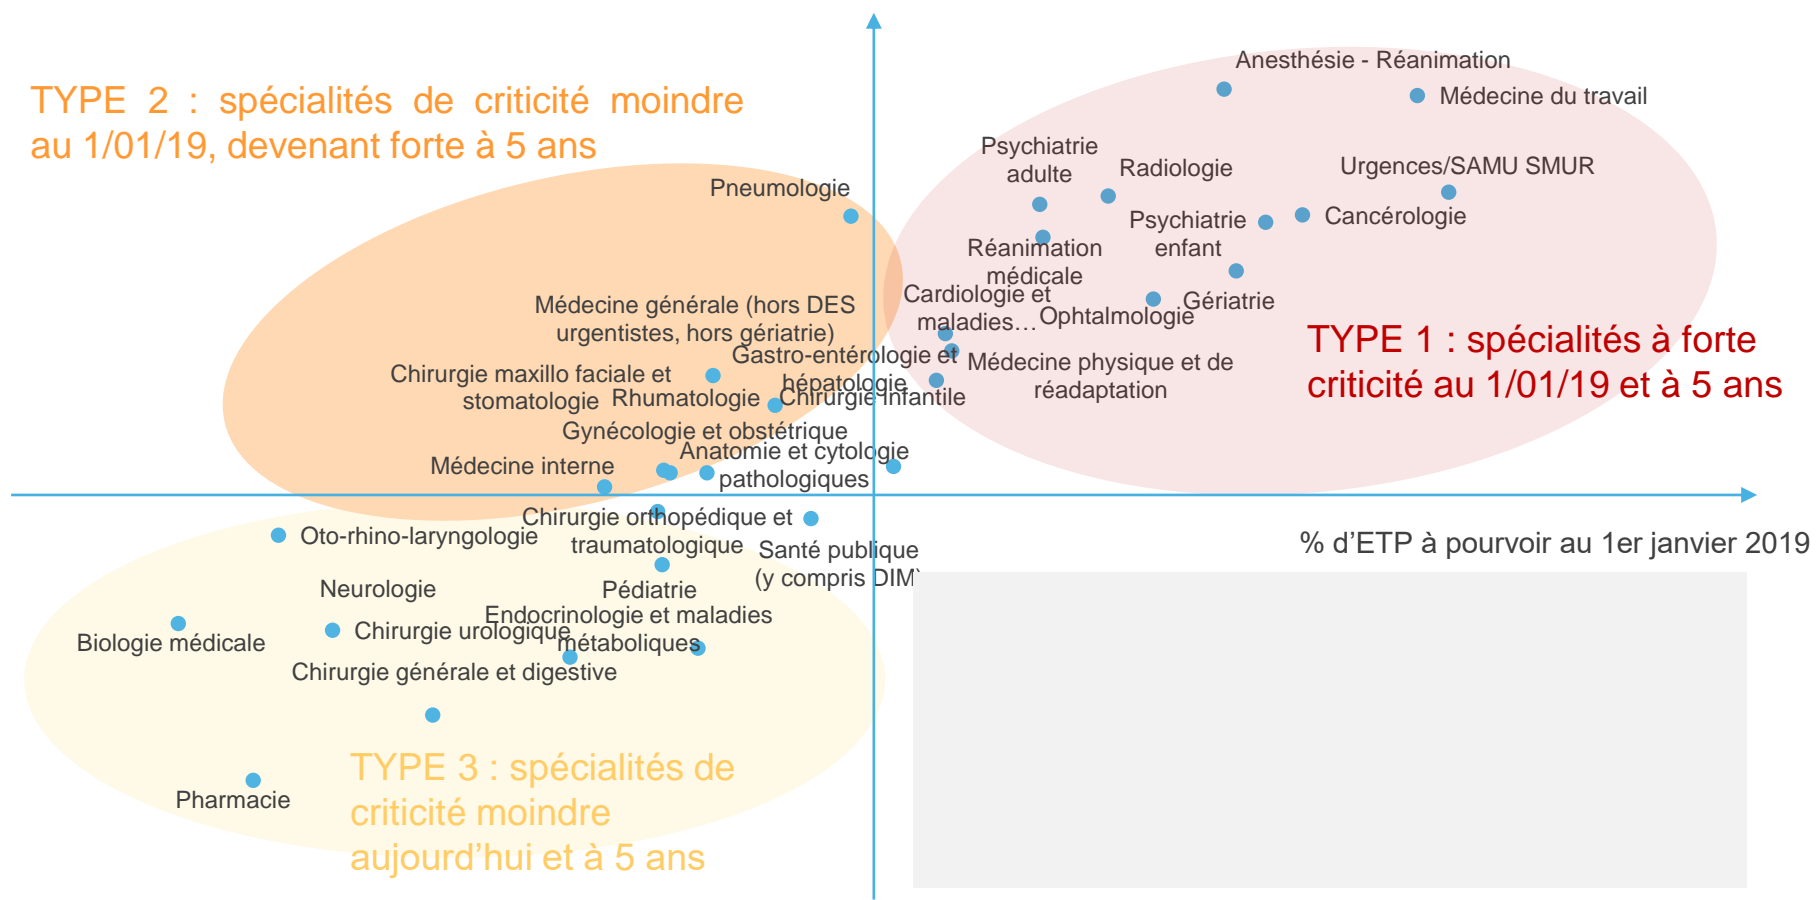 Anesthésie - Réanimation
TYPE 2 : spécialités de criticité moindre
au 1/01/19, devenant forte à 5 ans
Médecine du travail
Psychiatrie
adulte
Radiologie
Urgences/SAMU SMUR
Pneumologie
Psychiatrie
enfant
Cancérologie
Réanimation
médicale
Cardiologie et
maladies…
Ophtalmologie
Gériatrie
Médecine générale (hors DES
urgentistes, hors gériatrie)
TYPE 1 : spécialités à forte
criticité au 1/01/19 et à 5 ans
Gastro-entérologie et
hépatologie
Médecine physique et de
réadaptation
Chirurgie maxillo faciale et
stomatologie
Rhumatologie
Chirurgie infantile
Gynécologie et obstétrique
Anatomie et cytologie
pathologiques
Médecine interne
Chirurgie orthopédique et
traumatologique
Oto-rhino-laryngologie
% d'ETP à pourvoir au 1er janvier 2019
Santé publique
(y compris DIM)
Neurologie
Pédiatrie
Endocrinologie et maladies
métaboliques
Biologie médicale
Chirurgie urologique
Chirurgie générale et digestive
TYPE 3 : spécialités de
criticité moindre
aujourd'hui et à 5 ans
Pharmacie